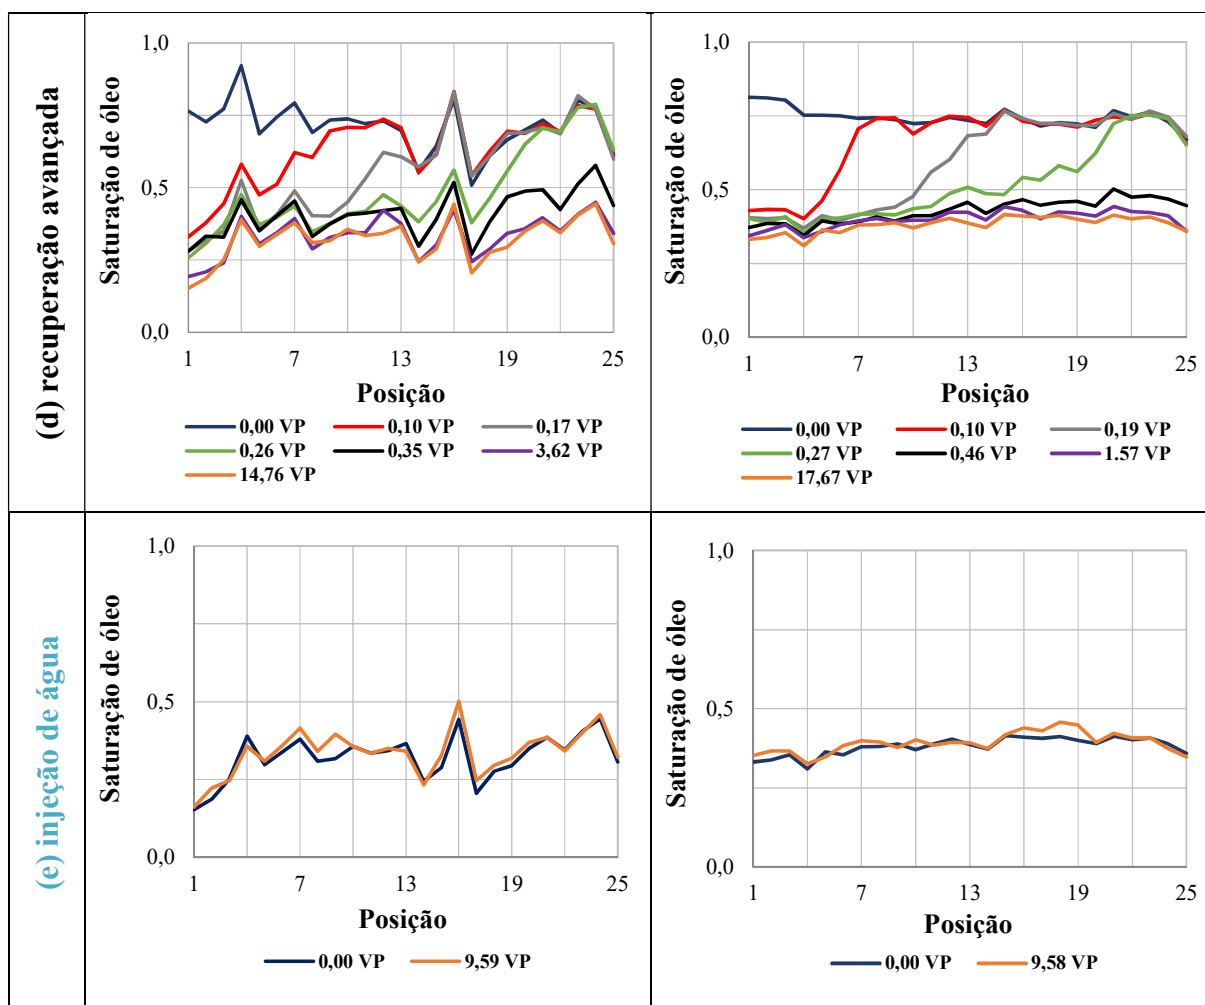 (d) recuperação avançada
Saturação de óleo
1,0
0,5
0,0
1 7 13 19 25
Posição
0,00 VP 0,10 VP 0,17 VP
0,26 VP 0,35 VP 3,62 VP
14,76 VP
Saturação de óleo
1,0
0,5
0,0
1 7 13 19 25
Posição
0,00 VP 0,10 VP 0,19 VP
0,27 VP 0,46 VP 1.57 VP
17,67 VP
(e) injeção de água
Saturação de óleo
1,0
0,5
0,0
1 7 13 19 25
Posição
0,00 VP 9,59 VP
Saturação de óleo
1,0
0,5
0,0
1 7 13 19 25
Posição
0,00 VP 9,58 VP